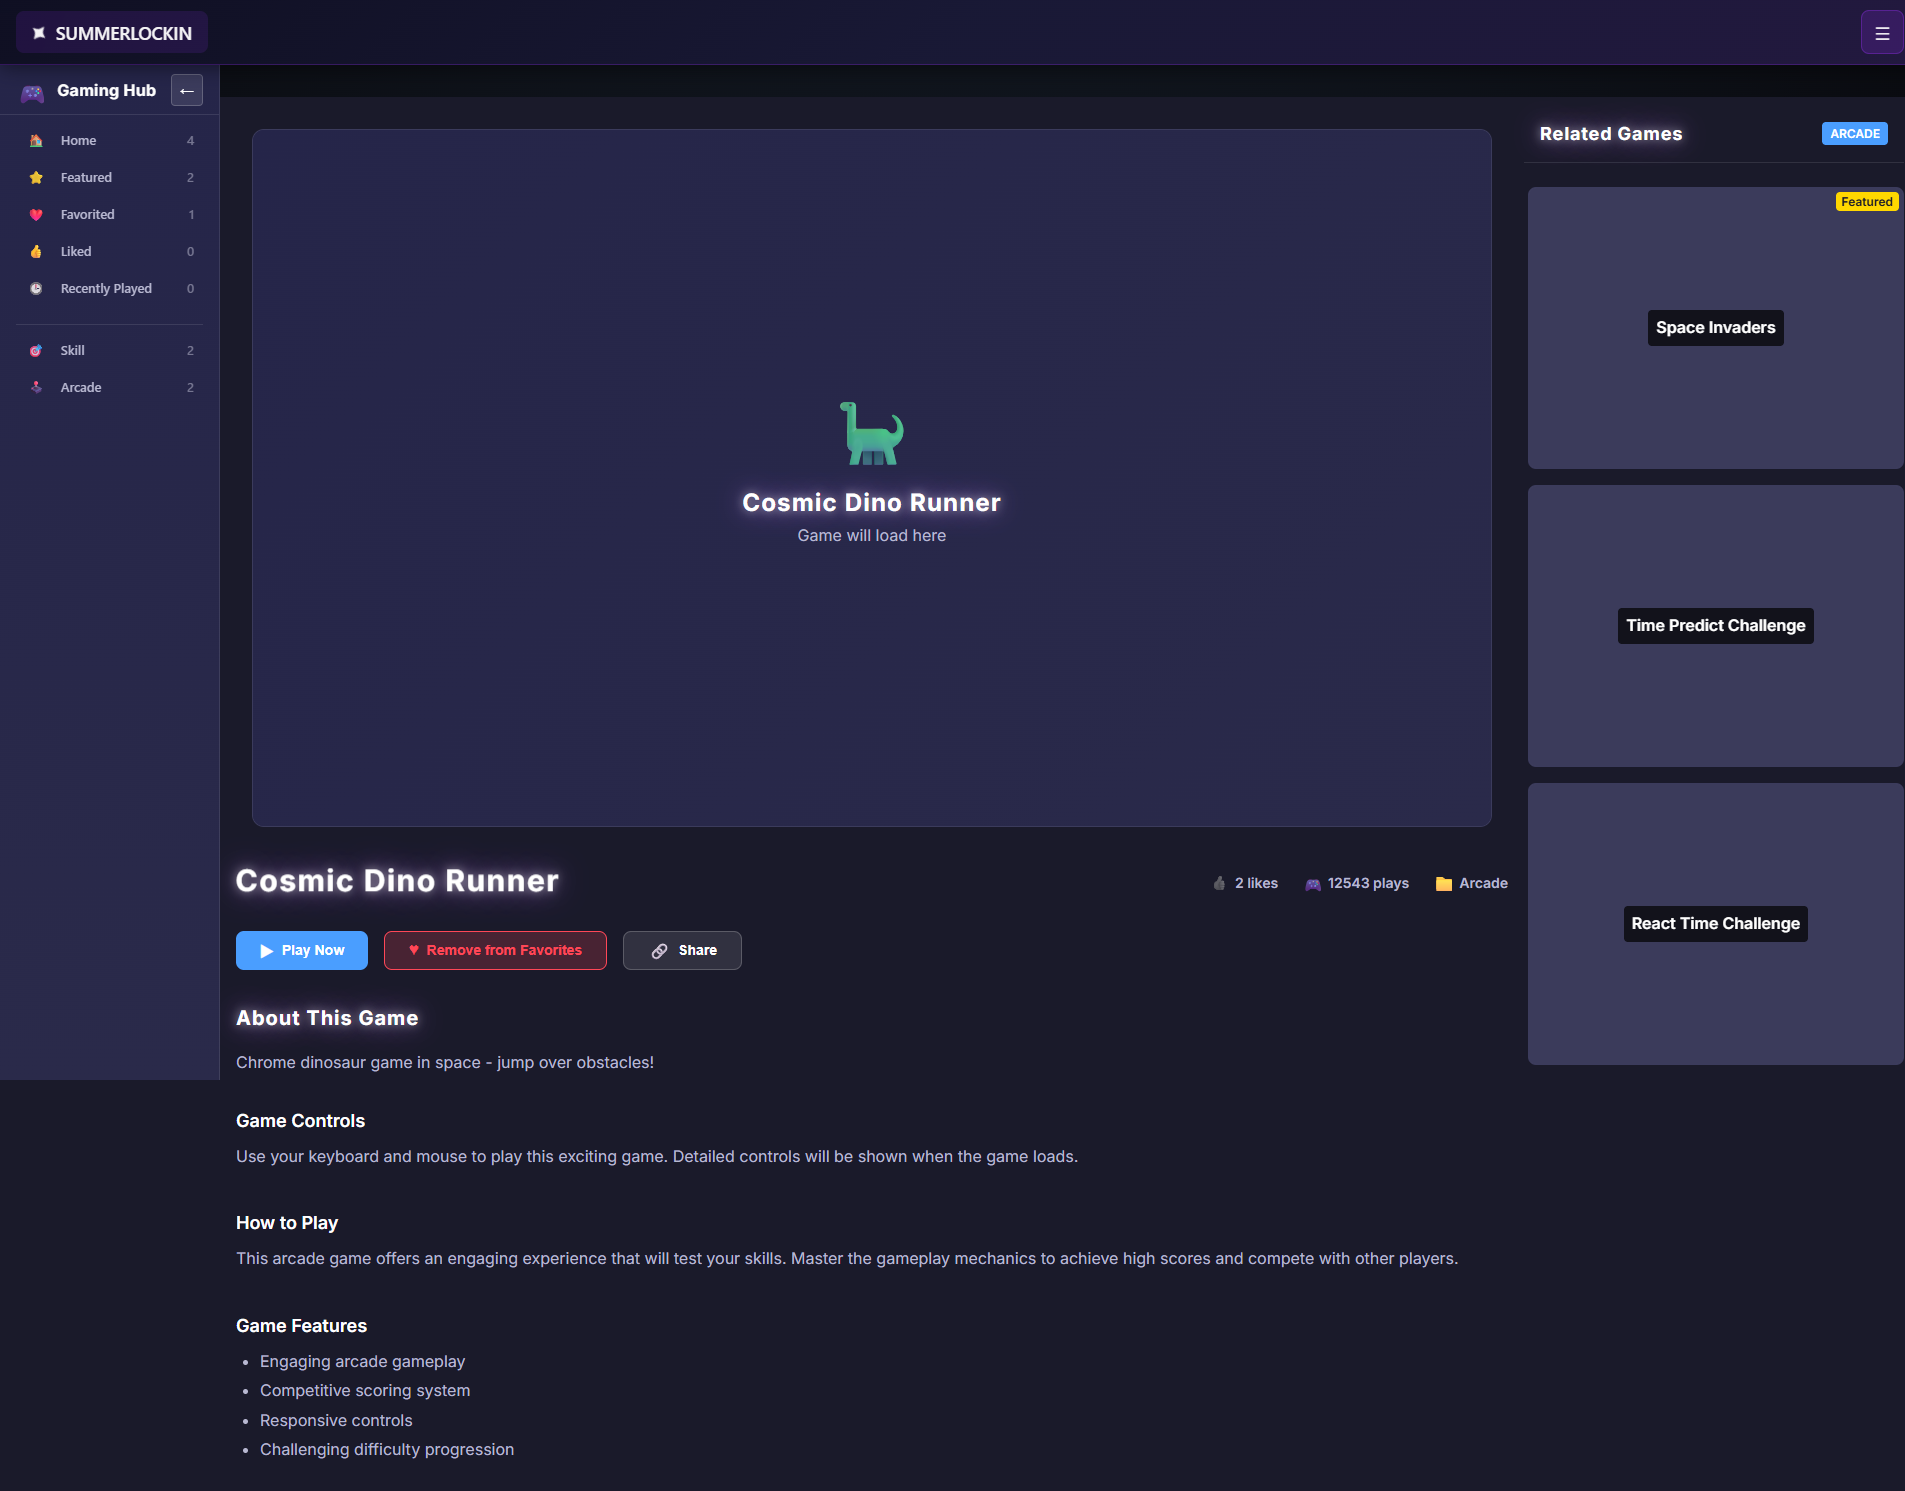 SUMMERLOCKIN
☰
Gaming Hub
←
Home 4
Featured 2
Favorited 1
Liked 0
Recently Played 0
Skill 2
Arcade 2
Cosmic Dino Runner
Game will load here
Cosmic Dino Runner
2 likes
12543 plays
Arcade
Play Now
♥ Remove from Favorites
Share
About This Game
Chrome dinosaur game in space - jump over obstacles!
Game Controls
Use your keyboard and mouse to play this exciting game. Detailed controls will be shown when the game loads.
How to Play
This arcade game offers an engaging experience that will test your skills. Master the gameplay mechanics to achieve high scores and compete with other players.
Game Features
• Engaging arcade gameplay
• Competitive scoring system
• Responsive controls
• Challenging difficulty progression
Related Games
ARCADE
Featured
Space Invaders
Time Predict Challenge
React Time Challenge